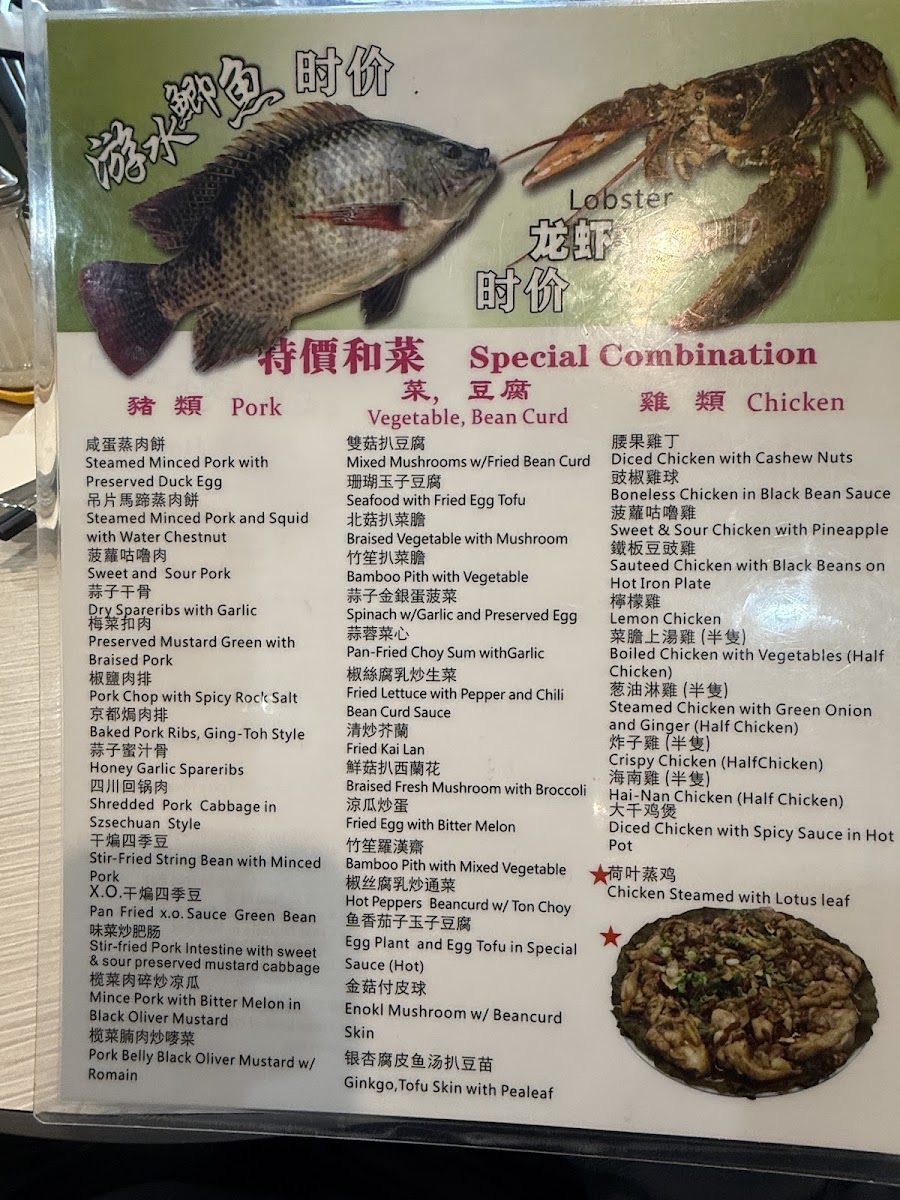 游水鲫鱼 时价
Lobster
龙虾
时价
特價和菜 Special Combination
豬類 Pork
咸蛋蒸肉餅
Steamed Minced Pork with
Preserved Duck Egg
吊片馬蹄蒸肉餅
Steamed Minced Pork and Squid
with Water Chestnut
菠蘿咕嚕肉
Sweet and Sour Pork
蒜子干骨
Dry Spareribs with Garlic
梅菜扣肉
Preserved Mustard Green with
Braised Pork
椒鹽肉排
Pork Chop with Spicy Rock Salt
京都焗肉排
Baked Pork Ribs, Ging-Toh Style
蒜子蜜汁骨
Honey Garlic Spareribs
四川回锅肉
Shredded Pork Cabbage in
Szsechuan Style
干煸四季豆
Stir-Fried String Bean with Minced
Pork
X.O.干煸四季豆
Pan Fried x.o. Sauce Green Bean
味菜炒肥肠
Stir-fried Pork Intestine with sweet
& sour preserved mustard cabbage
榄菜肉碎炒凉瓜
Mince Pork with Bitter Melon in
Black Oliver Mustard
榄菜腩肉炒嘜菜
Pork Belly Black Oliver Mustard w/
Romain
菜, 豆腐
Vegetable, Bean Curd
雙菇扒豆腐
Mixed Mushrooms w/Fried Bean Curd
珊瑚玉子豆腐
Seafood with Fried Egg Tofu
北菇扒菜膽
Braised Vegetable with Mushroom
竹笙扒菜膽
Bamboo Pith with Vegetable
蒜子金銀蛋菠菜
Spinach w/Garlic and Preserved Egg
蒜蓉菜心
Pan-Fried Choy Sum withGarlic
椒絲腐乳炒生菜
Fried Lettuce with Pepper and Chili
Bean Curd Sauce
清炒芥蘭
Fried Kai Lan
鮮菇扒西蘭花
Braised Fresh Mushroom with Broccoli
涼瓜炒蛋
Fried Egg with Bitter Melon
竹笙羅漢齋
Bamboo Pith with Mixed Vegetable
椒丝腐乳炒通菜
Hot Peppers Beancurd w/ Ton Choy
鱼香茄子玉子豆腐
Egg Plant and Egg Tofu in Special
Sauce (Hot)
金菇付皮球
Enokl Mushroom w/ Beancurd
Skin
银杏腐皮鱼汤扒豆苗
Ginkgo,Tofu Skin with Pealeaf
雞類 Chicken
腰果雞丁
Diced Chicken with Cashew Nuts
豉椒雞球
Boneless Chicken in Black Bean Sauce
菠蘿咕嚕雞
Sweet & Sour Chicken with Pineapple
鐵板豆豉雞
Sauteed Chicken with Black Beans on
Hot Iron Plate
檸檬雞
Lemon Chicken
菜膽上湯雞 (半隻)
Boiled Chicken with Vegetables (Half
Chicken)
葱油淋雞 (半隻)
Steamed Chicken with Green Onion
and Ginger (Half Chicken)
炸子雞 (半隻)
Crispy Chicken (HalfChicken)
海南雞 (半隻)
Hai-Nan Chicken (Half Chicken)
大千鸡煲
Diced Chicken with Spicy Sauce in Hot
Pot
荷叶蒸鸡
Chicken Steamed with Lotus leaf